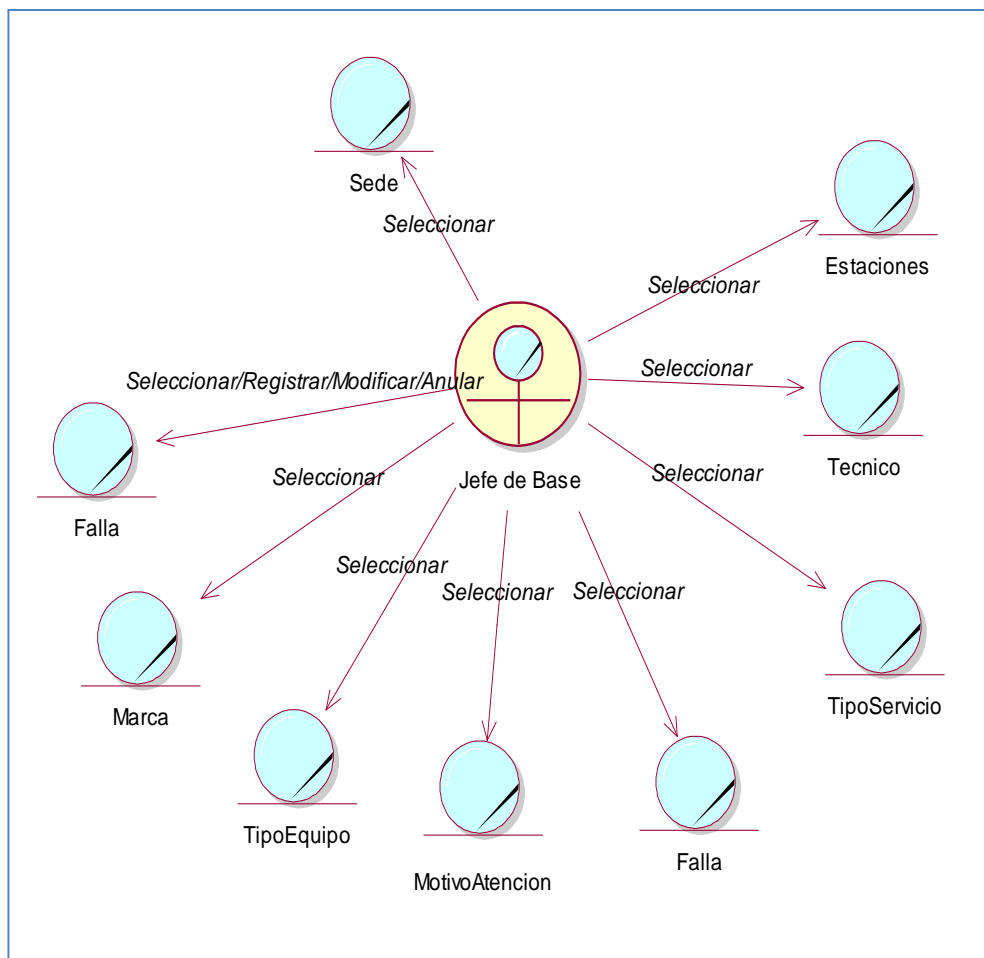 Sede
Seleccionar
Estaciones
Seleccionar
Seleccionar
Seleccionar/Registrar/Modificar/Anular
Tecnico
Seleccionar
Seleccionar
Jefe de Base
Falla
Seleccionar
Seleccionar
Seleccionar
TipoServicio
Marca
TipoEquipo
Falla
MotivoAtencion